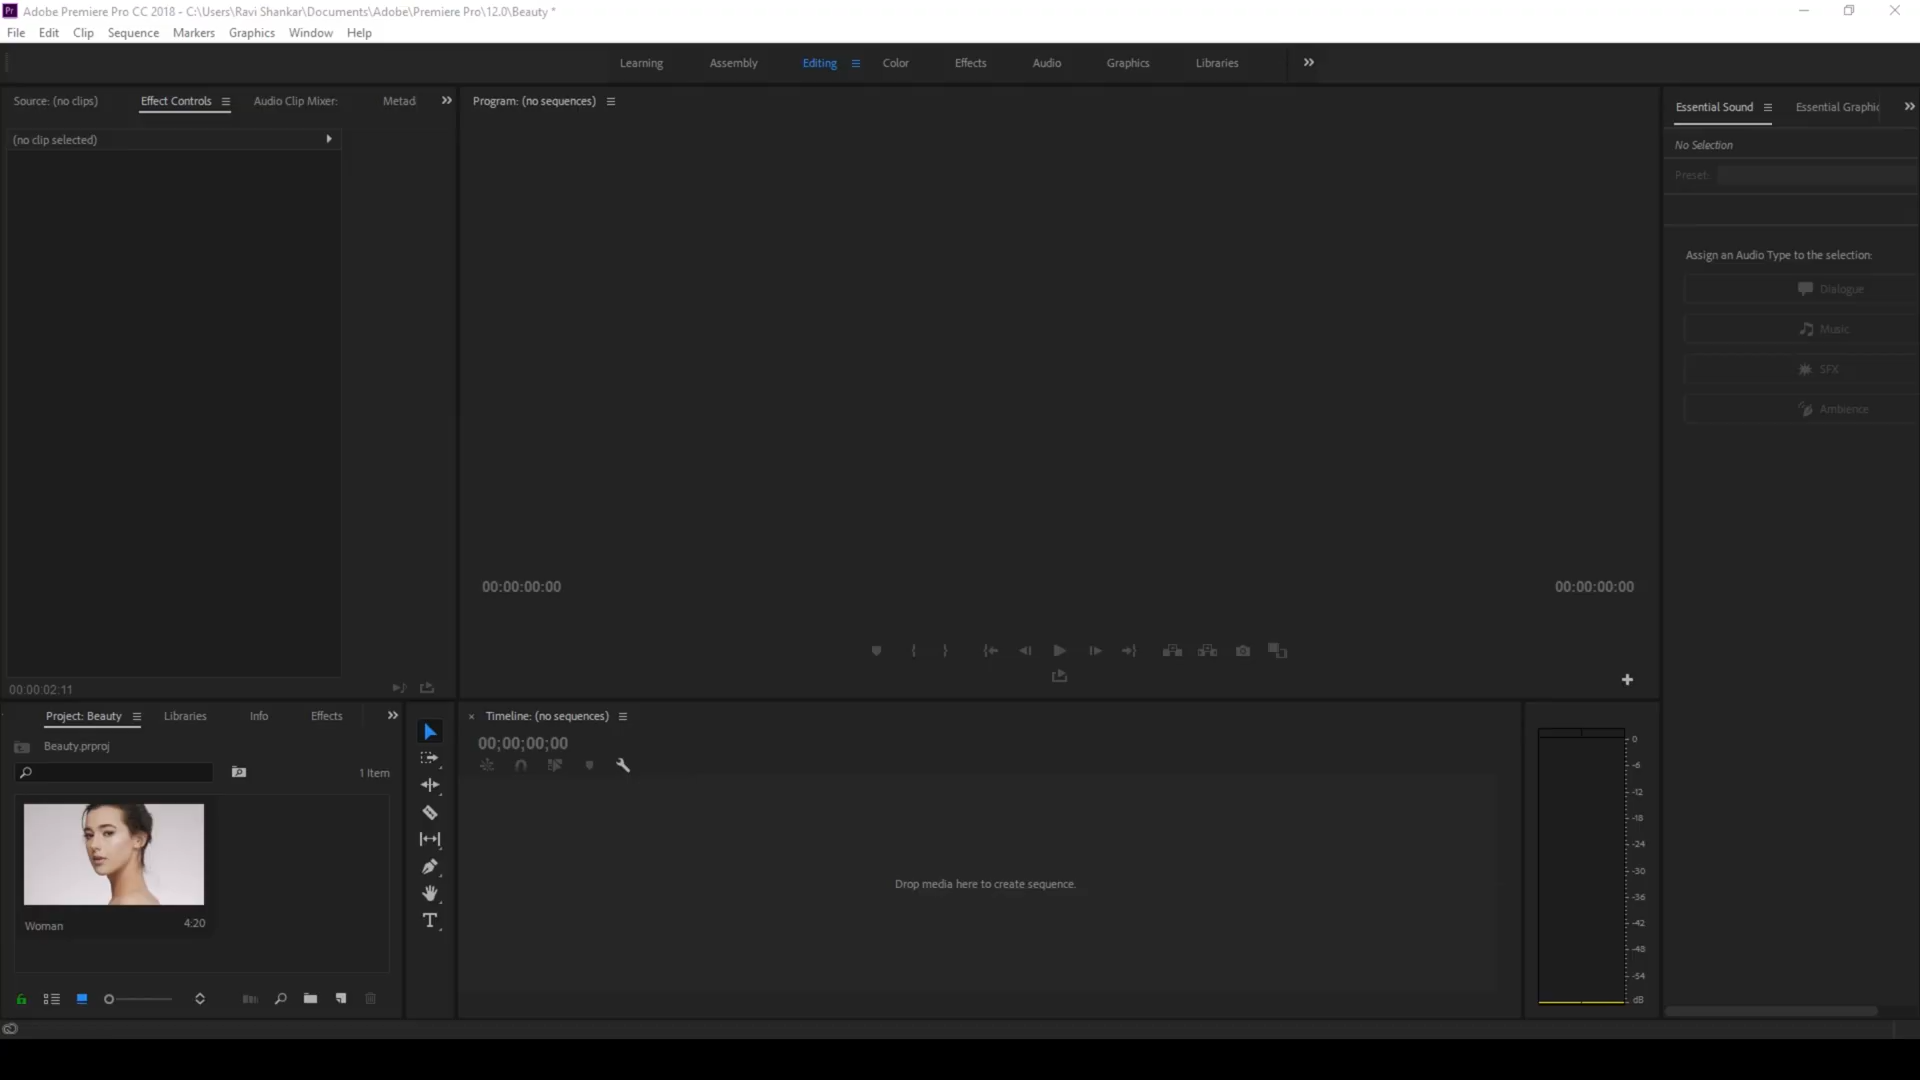 Pr Adobe Premiere Pro CC 2018 - C:\Users\Ravi Shankar\Documents\Adobe\Premiere Pro\12.0\Beauty *
File Edit Clip Sequence Markers Graphics Window Help
Learning Assembly Editing Color Effects Audio Graphics Libraries
Source: (no clips) Effect Controls Audio Clip Mixer: Metad
Program: (no sequences)
Essential Sound Essential Graphic
(no clip selected)
No Selection
Preset:
Assign an Audio Type to the selection:
Dialogue
Music
SFX
Ambience
00:00:00:00 00:00:00:00
00:00:02:11
Project: Beauty Libraries Info Effects
Timeline: (no sequences)
Beauty.prproj
00;00;00;00
1 Item
Woman 4:20
Drop media here to create sequence.
0
-6
-12
-18
-24
-30
-36
-42
-48
-54
dB